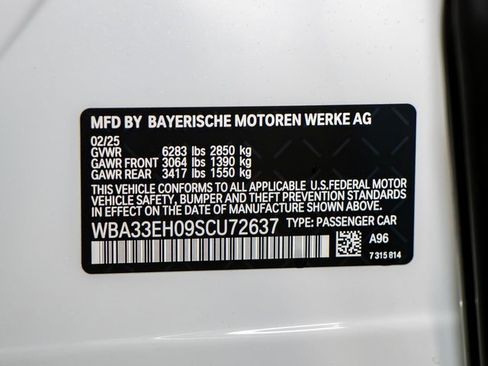 MFD BY BAYERISCHE MOTOREN WERKE AG
02/25
GVWR 6283 lbs 2850 kg
GAWR FRONT 3064 lbs 1390 kg
GAWR REAR 3417 lbs 1550 kg
THIS VEHICLE CONFORMS TO ALL APPLICABLE U.S.FEDERAL MOTOR
VEHICLE SAFETY, BUMPER AND THEFT PREVENTION STANDARDS
IN EFFECT ON THE DATE OF MANUFACTURE SHOWN ABOVE.
WBA33EH09SCU72637 TYPE: PASSENGER CAR
A96
7 315 814